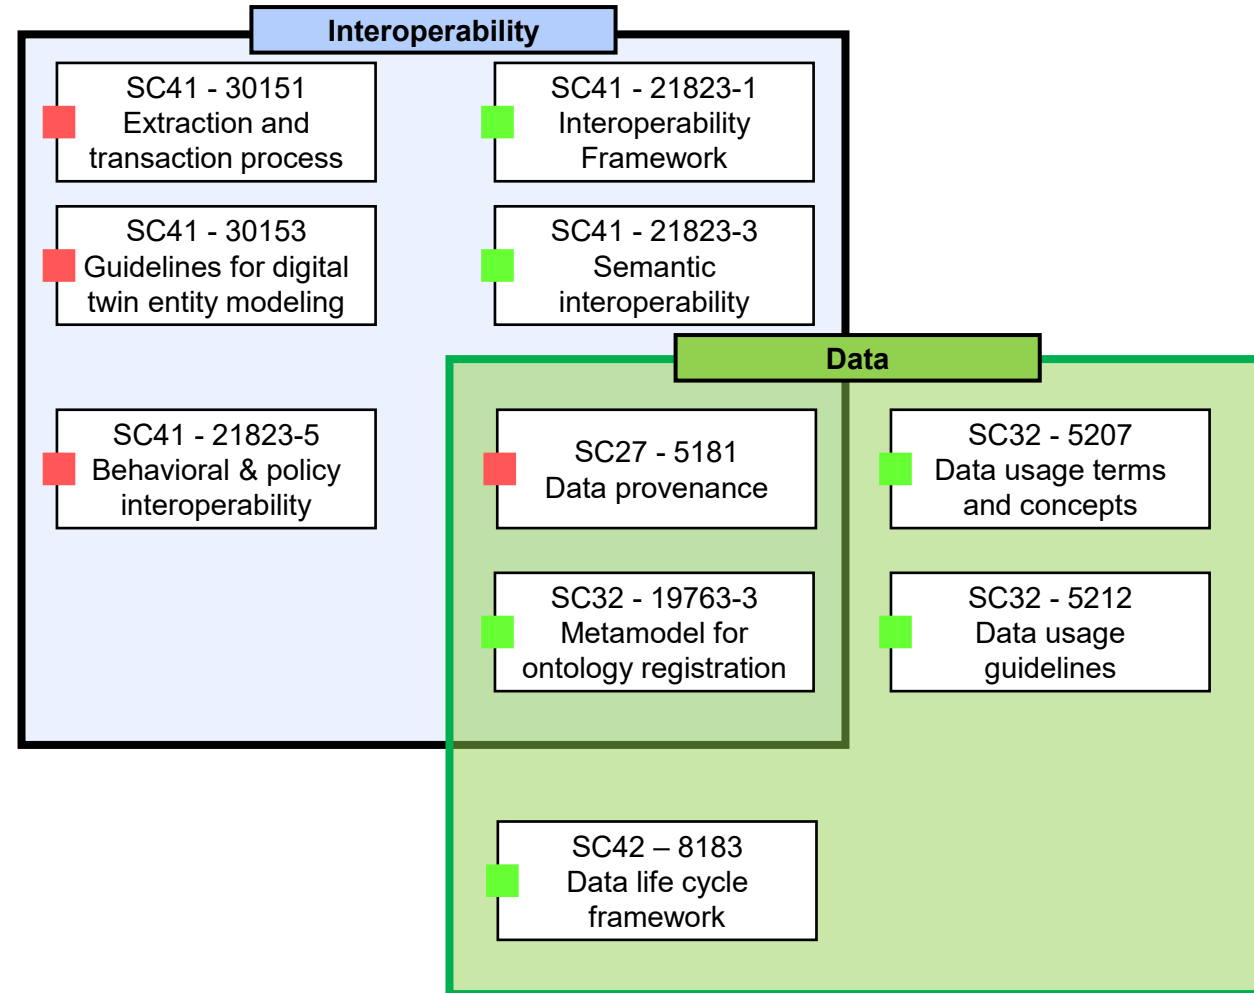 Interoperability
SC41 - 30151
Extraction and
transaction process
SC41 - 21823-1
Interoperability
Framework
SC41 - 30153
Guidelines for digital
twin entity modeling
SC41 - 21823-3
Semantic
interoperability
Data
SC41 - 21823-5
Behavioral & policy
interoperability
SC27 - 5181
Data provenance
SC32 - 5207
Data usage terms
and concepts
SC32 - 19763-3
Metamodel for
ontology registration
SC32 - 5212
Data usage
guidelines
SC42 – 8183
Data life cycle
framework